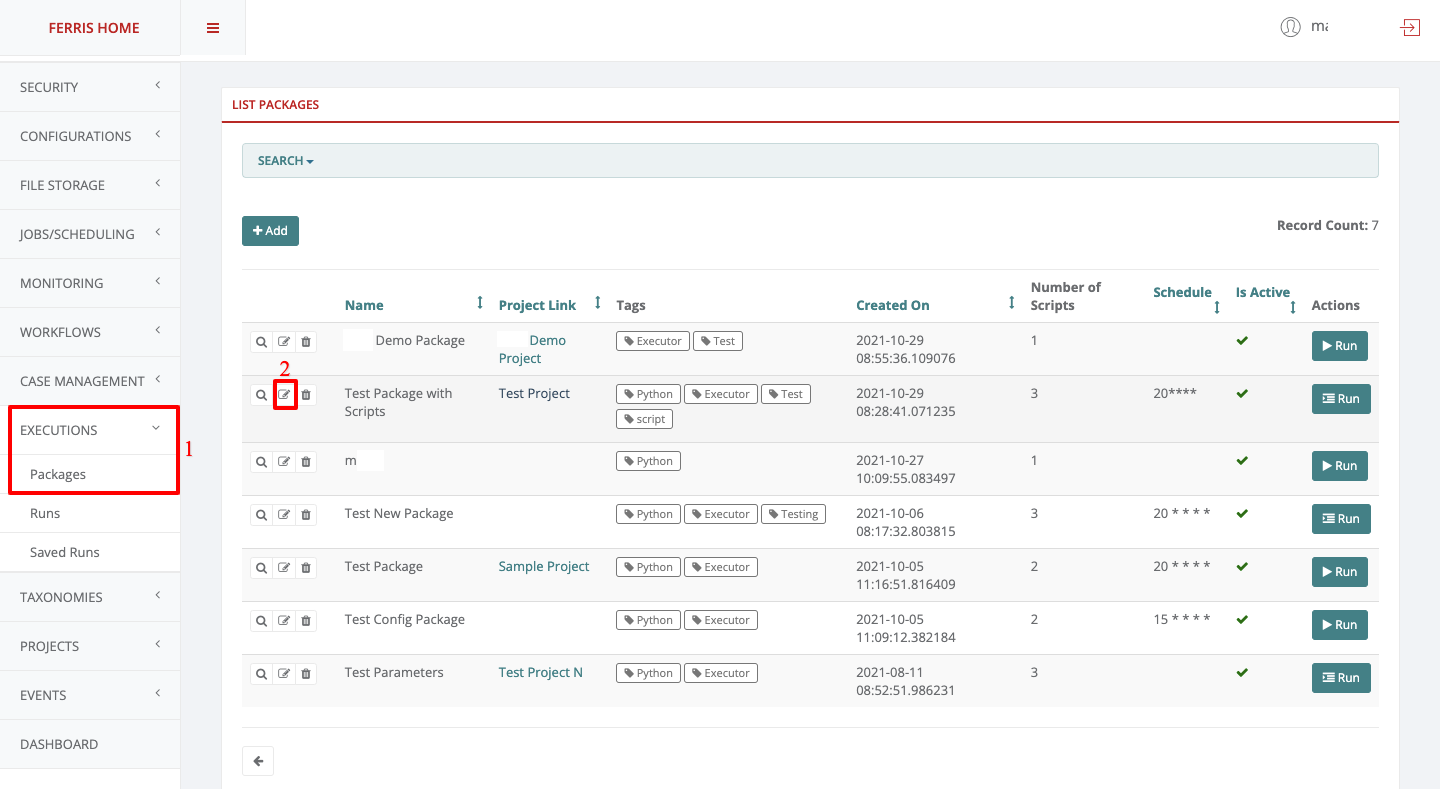 FERRIS HOME
ma
SECURITY
CONFIGURATIONS
FILE STORAGE
JOBS/SCHEDULING
MONITORING
WORKFLOWS
CASE MANAGEMENT
EXECUTIONS
1
Packages
Runs
Saved Runs
TAXONOMIES
PROJECTS
EVENTS
DASHBOARD
LIST PACKAGES
SEARCH
Add
Record Count: 7
Name Project Link Tags Created On Number of Scripts Schedule Is Active Actions
Demo Package Demo Executor Test 2021-10-29 1 Run
Project 08:55:36.109076
2
Test Package with Test Project Python Executor Test 2021-10-29 3 20**** Run
Scripts script 08:28:41.071235
m Python 2021-10-27 1 Run
10:09:55.083497
Test New Package Python Executor Testing 2021-10-06 3 20 * * * * Run
08:17:32.803815
Test Package Sample Project Python Executor 2021-10-05 2 20 * * * * Run
11:16:51.816409
Test Config Package Python Executor 2021-10-05 2 15 * * * * Run
11:09:12.382184
Test Parameters Test Project N Python Executor 2021-08-11 3 Run
08:52:51.986231